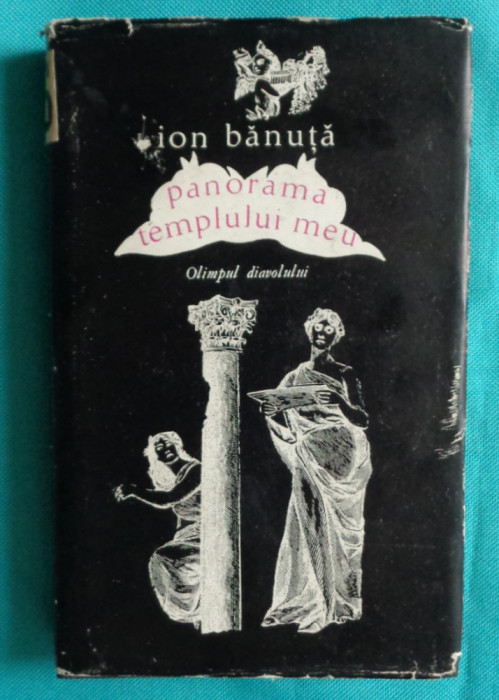 ion bănuță
panorama
templului meu
Olimpul diavolului